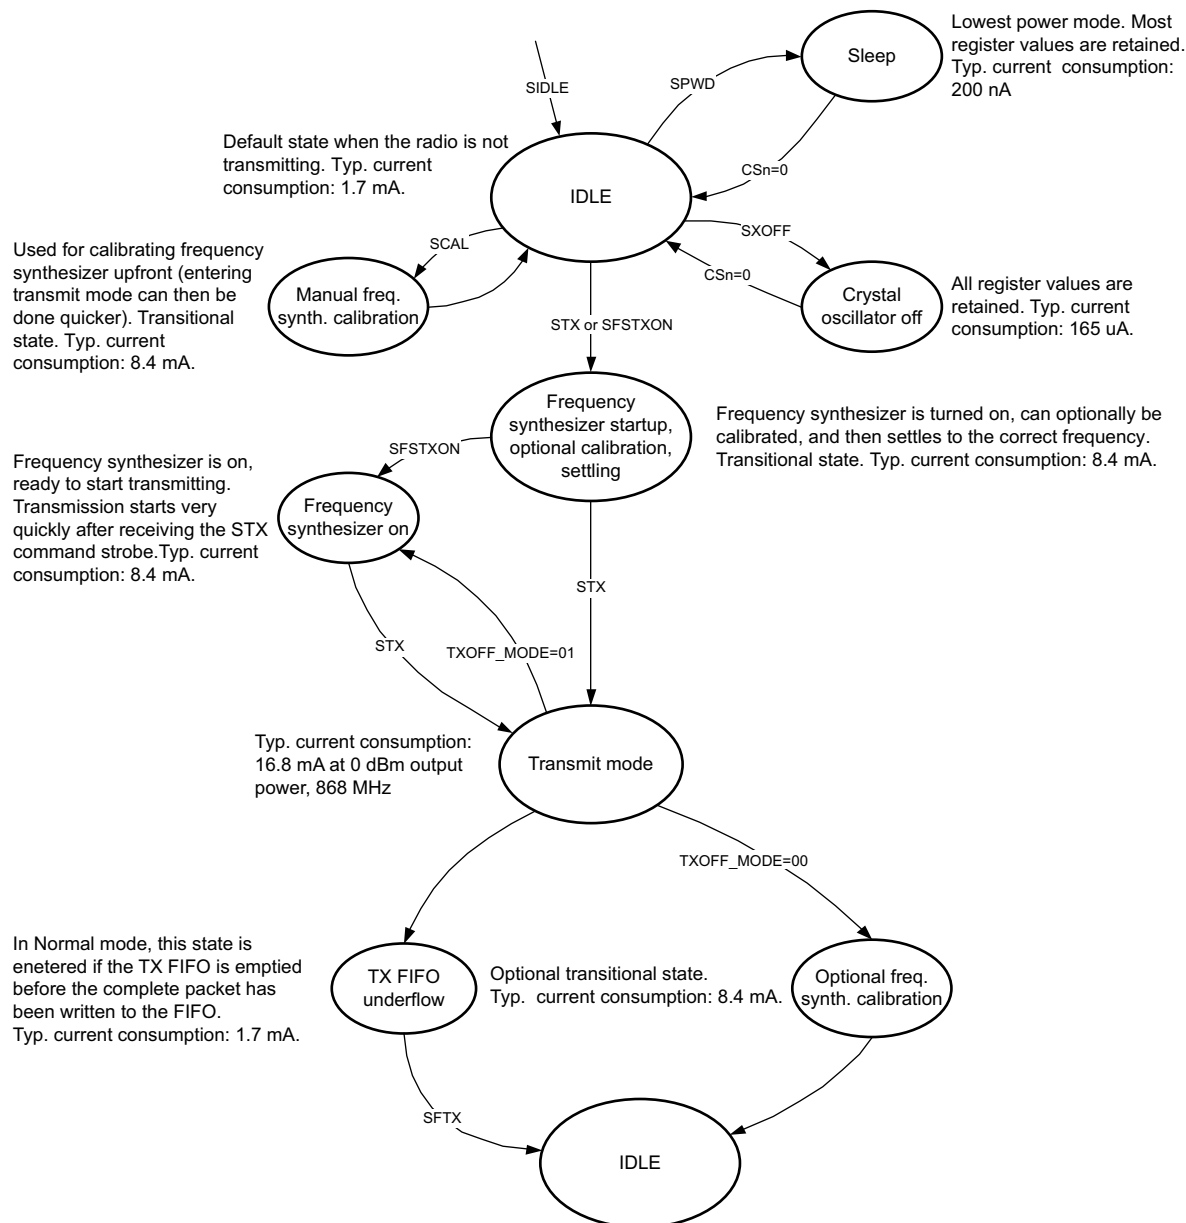 Lowest power mode. Most
register values are retained.
Typ. current  consumption:
200 nA
Sleep
SIDLE
SPWD
Default state when the radio is not
transmitting. Typ. current
consumption: 1.7 mA.
CSn=0
IDLE
SXOFF
SCAL
CSn=0
Used for calibrating frequency
synthesizer upfront (entering
transmit mode can then be
done quicker). Transitional
state. Typ. current
consumption: 8.4 mA.
Manual freq.
synth. calibration
Crystal
oscillator off
All register values are
retained. Typ. current
consumption: 165 uA.
STX or SFSTXON
Frequency
synthesizer startup,
optional calibration,
settling
Frequency synthesizer is turned on, can optionally be
calibrated, and then settles to the correct frequency.
Transitional state. Typ. current consumption: 8.4 mA.
SFSTXON
Frequency synthesizer is on,
ready to start transmitting.
Transmission starts very
quickly after receiving the STX
command strobe.Typ. current
consumption: 8.4 mA.
Frequency
synthesizer on
STX
STX
TXOFF_MODE=01
Typ. current consumption:
16.8 mA at 0 dBm output
power, 868 MHz
Transmit mode
TXOFF_MODE=00
In Normal mode, this state is
enetered if the TX FIFO is emptied
before the complete packet has
been written to the FIFO.
Typ. current consumption: 1.7 mA.
TX FIFO
underflow
Optional transitional state.
Typ.  current consumption: 8.4 mA.
Optional freq.
synth. calibration
SFTX
IDLE